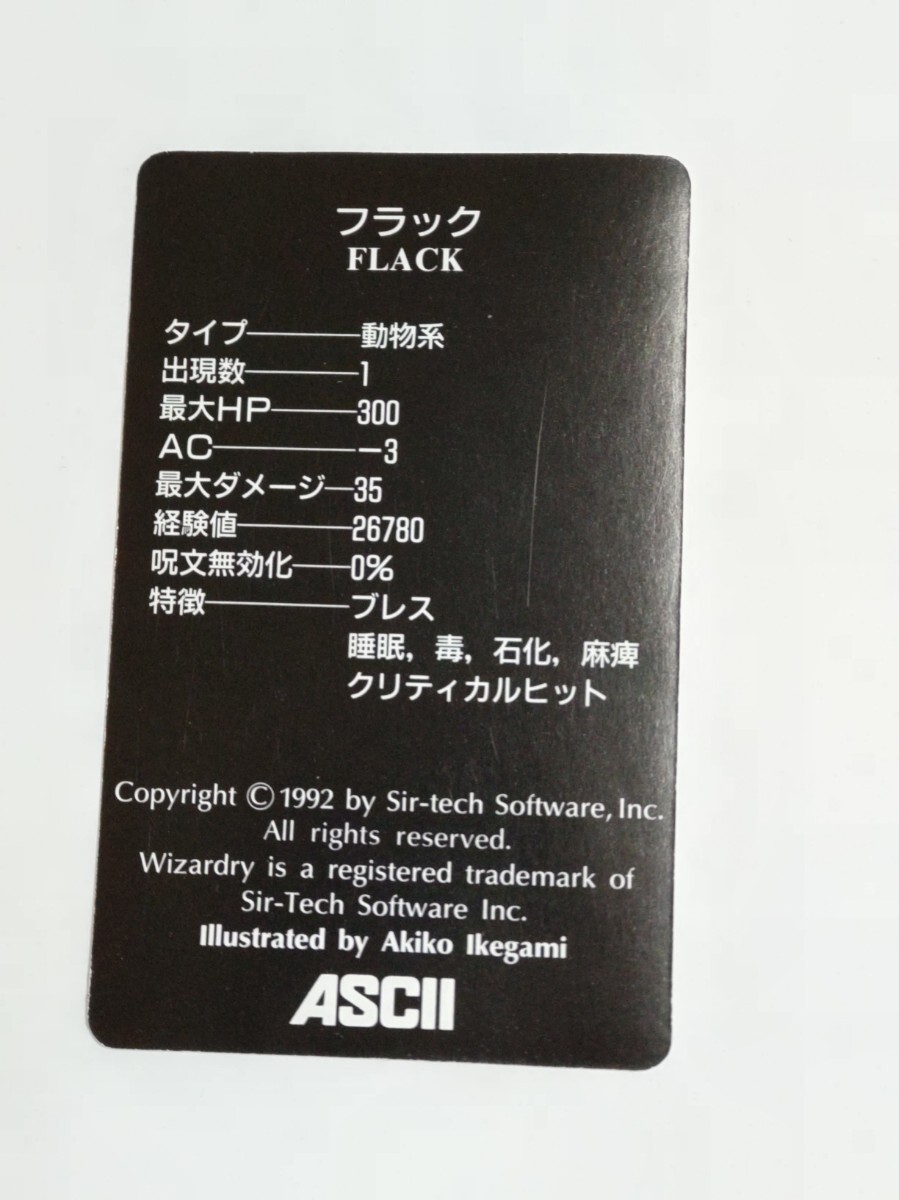 フラック
FLACK
タイプ――――動物系
出現数――――1
最大HP―――300
AC―――――−3
最大ダメージ―35
経験値――――26780
呪文無効化――0%
特徴―――――ブレス
睡眠，毒，石化，麻痺
クリティカルヒット
Copyright © 1992 by Sir-tech Software, Inc.
All rights reserved.
Wizardry is a registered trademark of
Sir-Tech Software Inc.
Illustrated by Akiko Ikegami
ASCII